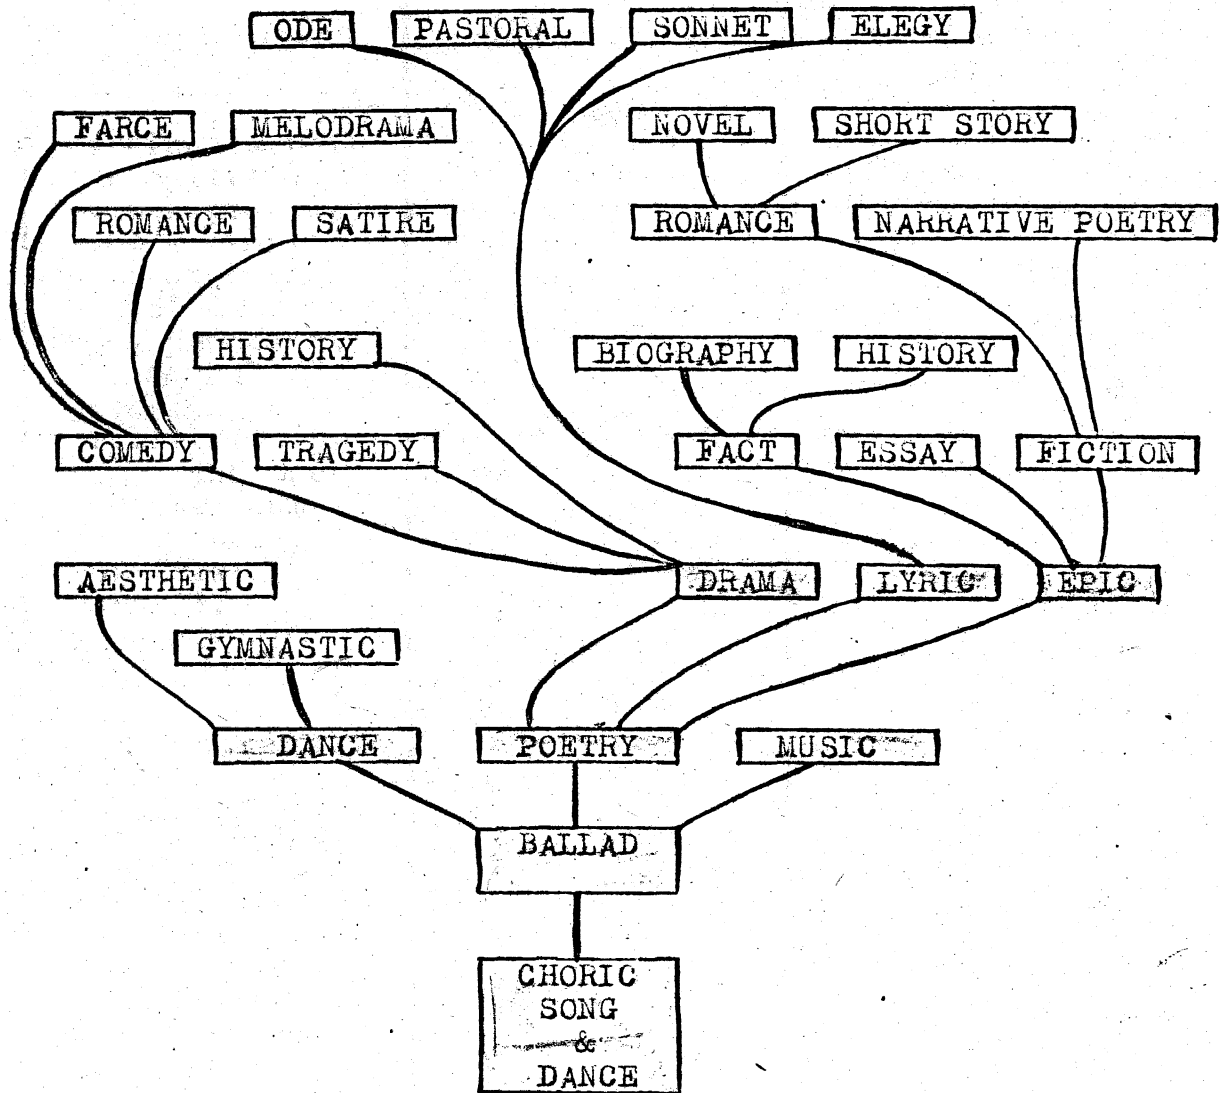 ODE
PASTORAL
SONNET
ELEGY
FARCE
MELODRAMA
NOVEL
SHORT STORY
ROMANCE
SATIRE
ROMANCE
NARRATIVE POETRY
HISTORY
BIOGRAPHY
HISTORY
COMEDY
TRAGEDY
FACT
ESSAY
FICTION
AESTHETIC
DRAMA
LYRIC
EPIC
GYMNASTIC
DANCE
POETRY
MUSIC
BALLAD
CHORIC
SONG
&
DANCE